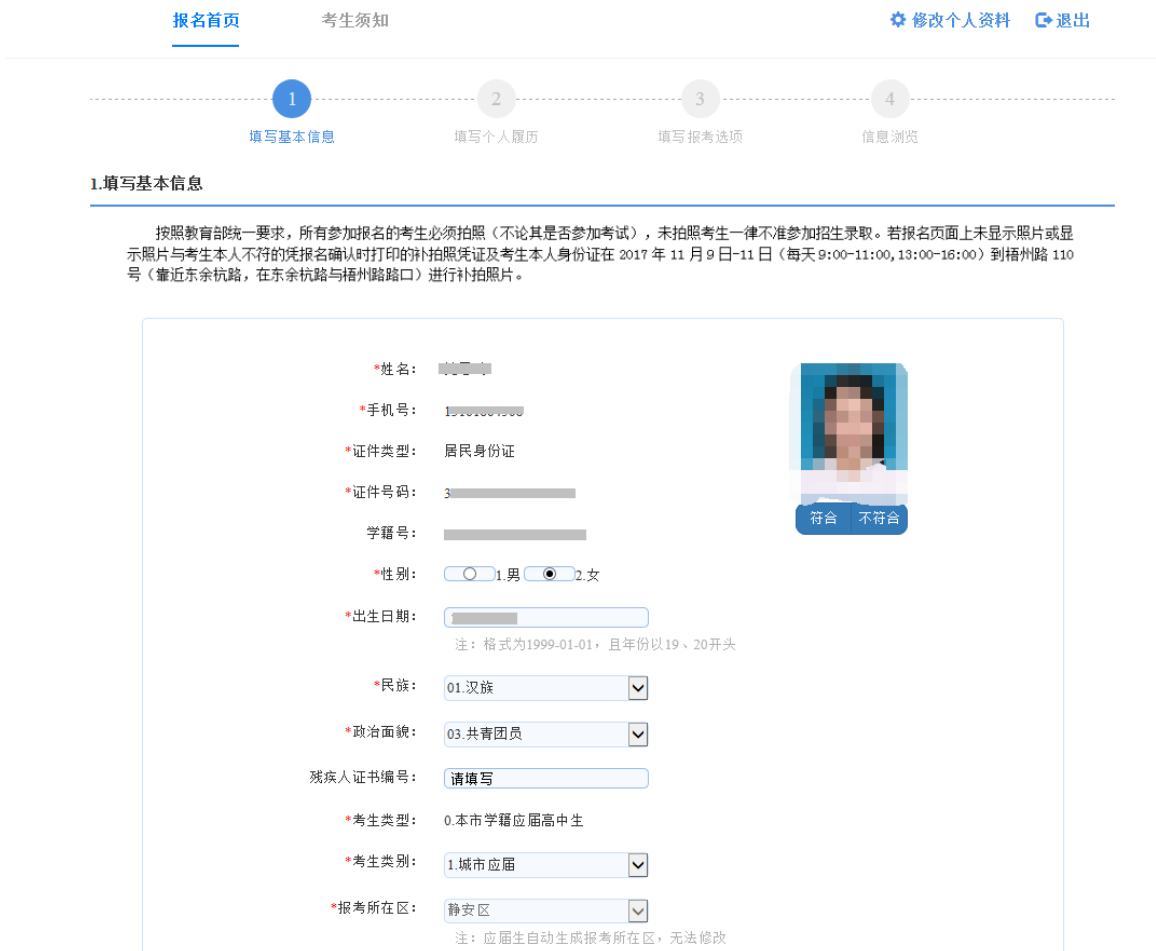 报名首页 考生须知 修改个人资料 退出
1 2 3 4
填写基本信息 填写个人履历 填写报考选项 信息浏览
1.填写基本信息
按照教育部统一要求，所有参加报名的考生必须拍照（不论其是否参加考试），未拍照考生一律不准参加招生录取。若报名页面上未显示照片或显
示照片与考生本人不符的凭报名确认时打印的补拍照凭证及考生本人身份证在 2017 年 11 月 9 日-11 日（每天 9:00-11:00,13:00-16:00）到梧州路 110
号（靠近东余杭路，在东余杭路与梧州路路口）进行补拍照片。
*姓名：
*手机号：
*证件类型： 居民身份证
*证件号码： 3
符合 不符合
学籍号：
*性别： 1.男 2.女
*出生日期：
注：格式为1999-01-01，且年份以19、20开头
*民族： 01.汉族
*政治面貌： 03.共青团员
残疾人证书编号： 请填写
*考生类型： 0.本市学籍应届高中生
*考生类别： 1.城市应届
*报考所在区： 静安区
注：应届生自动生成报考所在区，无法修改